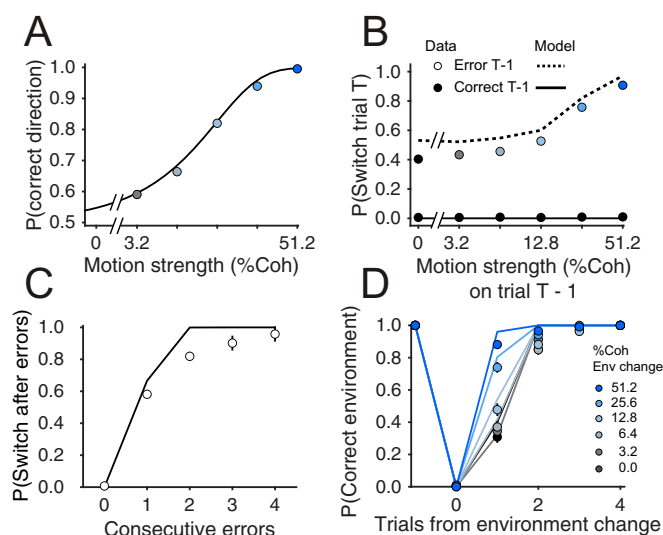 A
P(correct direction)
1.0
0.9
0.8
0.7
0.6
0.5
0 3.2 51.2
Motion strength (%Coh)
B
Data Model
Error T-1
Correct T-1
P(Switch trial T)
1.0
0.8
0.6
0.4
0.2
0.0
0 3.2 12.8 51.2
Motion strength (%Coh)
on trial T - 1
C
P(Switch after errors)
1.0
0.8
0.6
0.4
0.2
0.0
0 1 2 3 4
Consecutive errors
D
P(Correct environment)
1.0
0.8
0.6
0.4
0.2
0.0
%Coh
Env change
51.2
25.6
12.8
6.4
3.2
0.0
0 2 4
Trials from environment change